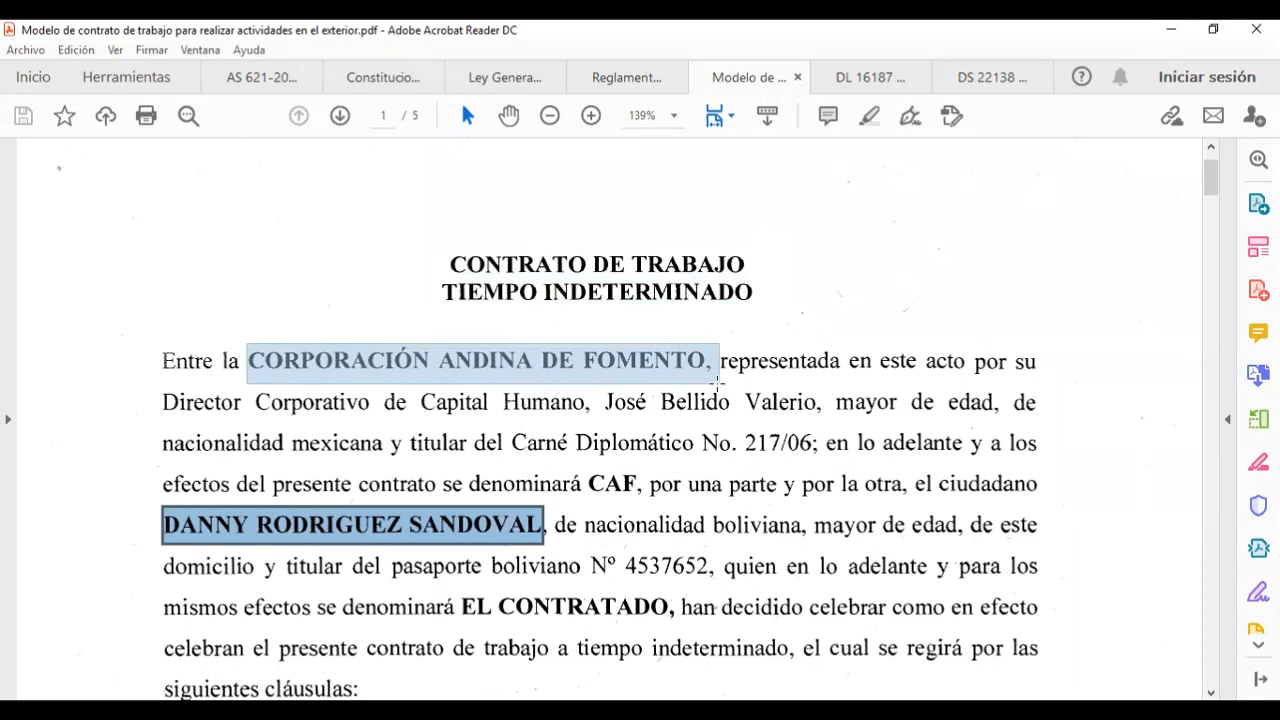 Modelo de contrato de trabajo para realizar actividades en el exterior.pdf - Adobe Acrobat Reader DC
Archivo Edición Ver Firmar Ventana Ayuda
Inicio Herramientas AS 621-20... Constitucio... Ley Genera... Reglament... Modelo de ... × DL 16187 ... DS 22138 ... Iniciar sesión
1 / 5 139%
CONTRATO DE TRABAJO
TIEMPO INDETERMINADO
Entre la CORPORACIÓN ANDINA DE FOMENTO, representada en este acto por su
Director Corporativo de Capital Humano, José Bellido Valerio, mayor de edad, de
nacionalidad mexicana y titular del Carné Diplomático No. 217/06; en lo adelante y a los
efectos del presente contrato se denominará CAF, por una parte y por la otra, el ciudadano
DANNY RODRIGUEZ SANDOVAL, de nacionalidad boliviana, mayor de edad, de este
domicilio y titular del pasaporte boliviano Nº 4537652, quien en lo adelante y para los
mismos efectos se denominará EL CONTRATADO, han decidido celebrar como en efecto
celebran el presente contrato de trabajo a tiempo indeterminado, el cual se regirá por las
siguientes cláusulas: